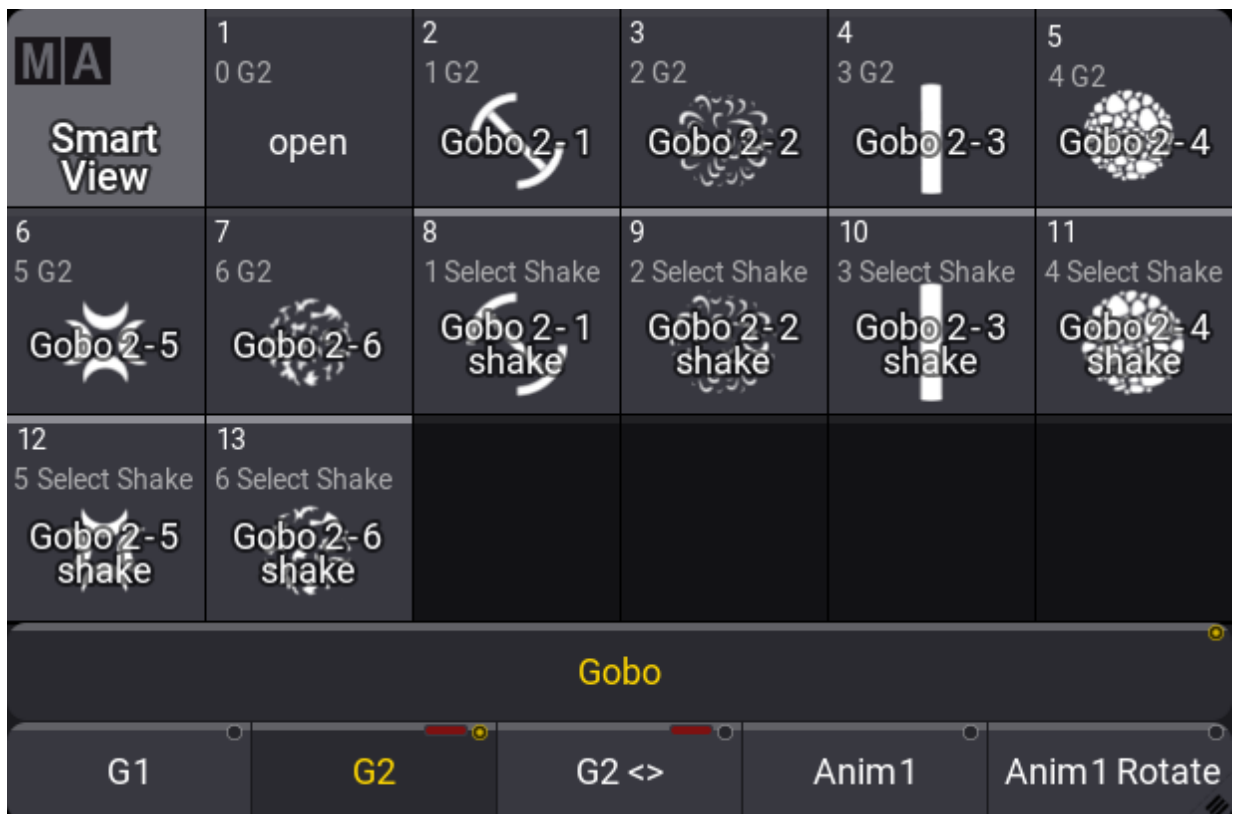 MA
Smart
View
1
0 G2
open
2
1 G2
Gobo 2-1
3
2 G2
Gobo 2-2
4
3 G2
Gobo 2-3
5
4 G2
Gobo 2-4
6
5 G2
Gobo 2-5
7
6 G2
Gobo 2-6
8
1 Select Shake
Gobo 2-1
shake
9
2 Select Shake
Gobo 2-2
shake
10
3 Select Shake
Gobo 2-3
shake
11
4 Select Shake
Gobo 2-4
shake
12
5 Select Shake
Gobo 2-5
shake
13
6 Select Shake
Gobo 2-6
shake
Gobo
G1
G2
G2 <>
Anim1
Anim1 Rotate